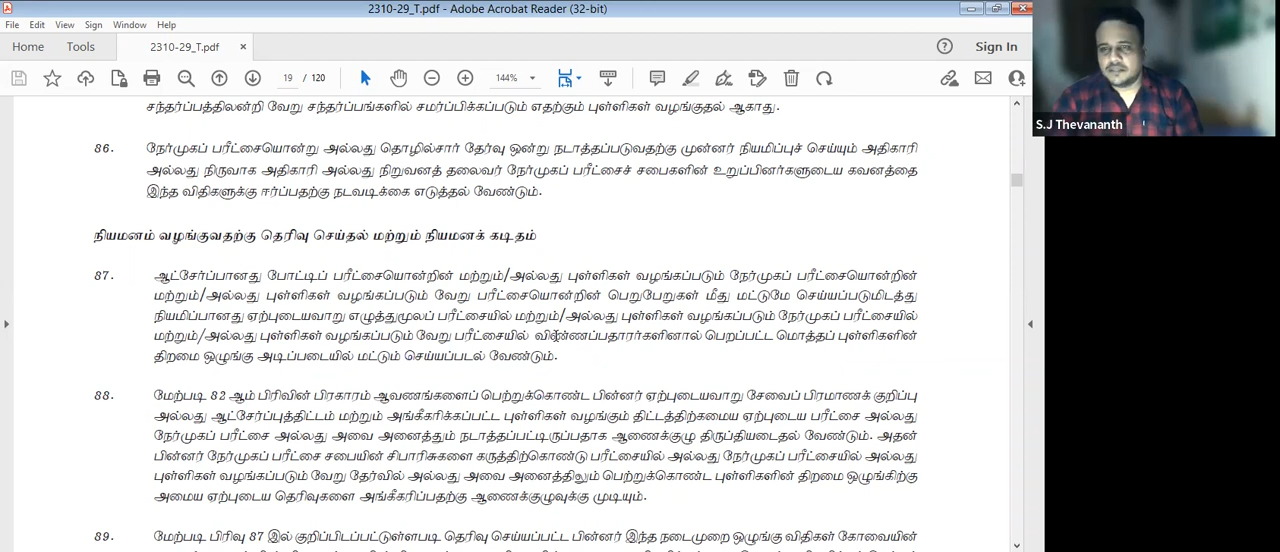 2310-29_T.pdf - Adobe Acrobat Reader (32-bit)
File Edit View Sign Window Help
Home Tools 2310-29_T.pdf × Sign In
19 / 120 144%
S.J Thevananth
சந்தர்ப்பத்திலன்றி வேறு சந்தர்ப்பங்களில் சமர்ப்பிக்கப்படும் எதற்கும் புள்ளிகள் வழங்குதல் ஆகாது.
86. நேர்முகப் பரீட்சையொன்று அல்லது தொழில்சார் தேர்வு ஒன்று நடாத்தப்படுவதற்கு முன்னர் நியமிப்புச் செய்யும் அதிகாரி
அல்லது நிருவாக அதிகாரி அல்லது நிறுவனத் தலைவர் நேர்முகப் பரீட்சைச் சபைகளின் உறுப்பினர்களுடைய கவனத்தை
இந்த விதிகளுக்கு ஈர்ப்பதற்கு நடவடிக்கை எடுத்தல் வேண்டும்.
நியமனம் வழங்குவதற்கு தெரிவு செய்தல் மற்றும் நியமனக் கடிதம்
87. ஆட்சேர்ப்பானது போட்டிப் பரீட்சையொன்றின் மற்றும்/அல்லது புள்ளிகள் வழங்கப்படும் நேர்முகப் பரீட்சையொன்றின்
மற்றும்/அல்லது புள்ளிகள் வழங்கப்படும் வேறு பரீட்சையொன்றின் பெறுபேறுகள் மீது மட்டுமே செய்யப்படுமிடத்து
நியமிப்பானது ஏற்புடையவாறு எழுத்துமூலப் பரீட்சையில் மற்றும்/அல்லது புள்ளிகள் வழங்கப்படும் நேர்முகப் பரீட்சையில்
மற்றும்/அல்லது புள்ளிகள் வழங்கப்படும் வேறு பரீட்சையில் விண்ணப்பதாரர்களினால் பெறப்பட்ட மொத்தப் புள்ளிகளின்
திறமை ஒழுங்கு அடிப்படையில் மட்டும் செய்யப்படல் வேண்டும்.
88. மேற்படி 82 ஆம் பிரிவின் பிரகாரம் ஆவணங்களைப் பெற்றுக்கொண்ட பின்னர் ஏற்புடையவாறு சேவைப் பிரமாணக் குறிப்பு
அல்லது ஆட்சேர்ப்புத்திட்டம் மற்றும் அங்கீகரிக்கப்பட்ட புள்ளிகள் வழங்கும் திட்டத்திற்கமைய ஏற்புடைய பரீட்சை அல்லது
நேர்முகப் பரீட்சை அல்லது அவை அனைத்தும் நடாத்தப்பட்டிருப்பதாக ஆணைக்குழு திருப்தியடைதல் வேண்டும். அதன்
பின்னர் நேர்முகப் பரீட்சை சபையின் சிபாரிசுகளை கருத்திற்கொண்டு பரீட்சையில் அல்லது நேர்முகப் பரீட்சையில் அல்லது
புள்ளிகள் வழங்கப்படும் வேறு தேர்வில் அல்லது அவை அனைத்திலும் பெற்றுக்கொண்ட புள்ளிகளின் திறமை ஒழுங்கிற்கு
அமைய ஏற்புடைய தெரிவுகளை அங்கீகரிப்பதற்கு ஆணைக்குழுவுக்கு முடியும்.
89. மேற்படி பிரிவு 87 இல் குறிப்பிடப்பட்டுள்ளபடி தெரிவு செய்யப்பட்ட பின்னர் இந்த நடைமுறை ஒழுங்கு விதிகள் கோவையின்